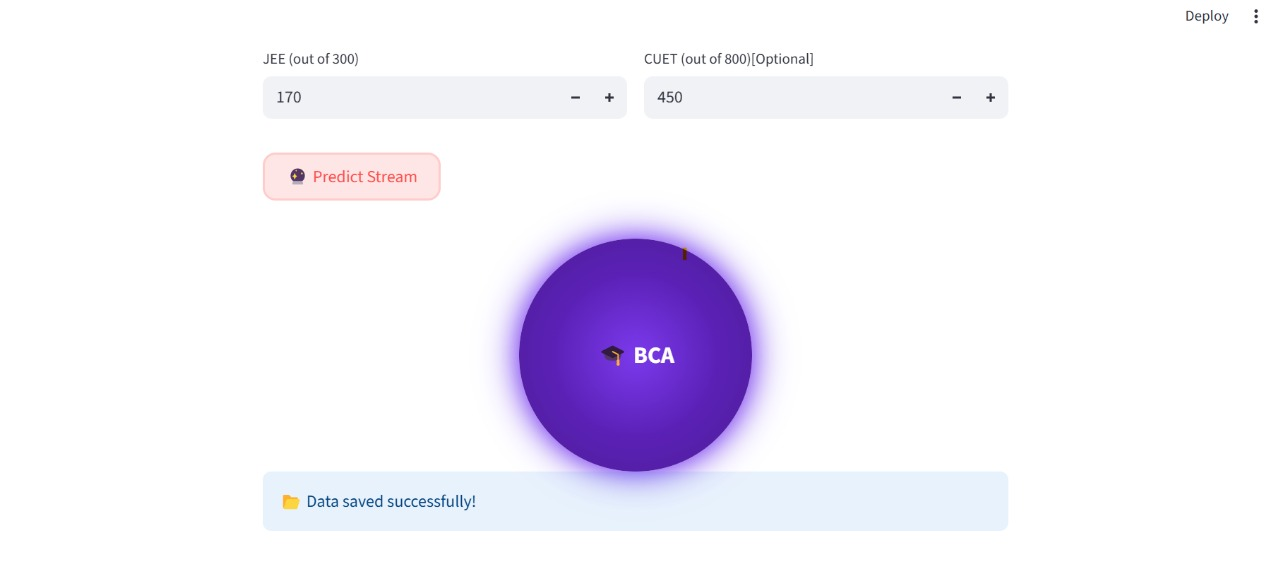 Deploy
JEE (out of 300)
CUET (out of 800)[Optional]
170
450
Predict Stream
BCA
Data saved successfully!